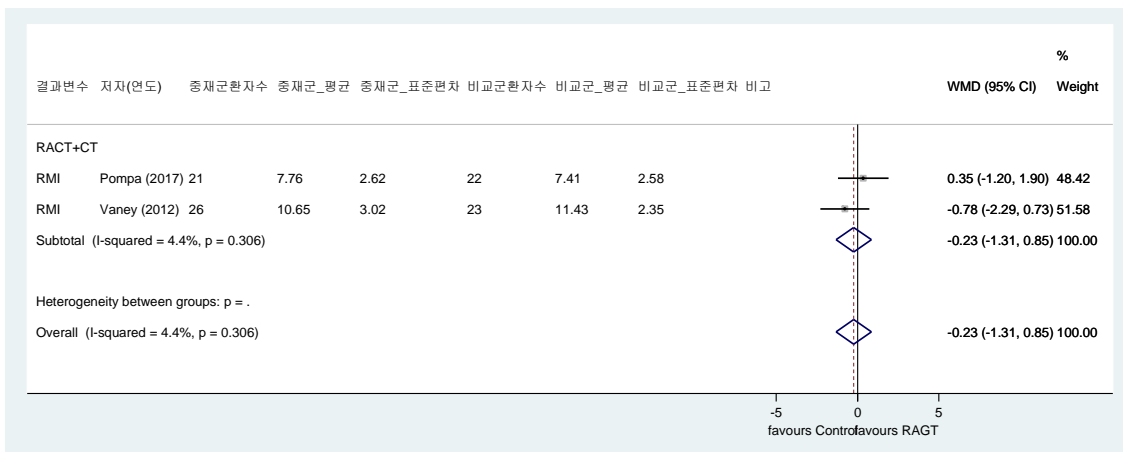 %
결과변수 저자(연도) 중재군환자수 중재군_평균 중재군_표준편차 비교군환자수 비교군_평균 비교군_표준편차 비고 WMD (95% CI) Weight
RACT+CT
RMI Pompa (2017) 21 7.76 2.62 22 7.41 2.58 0.35 (-1.20, 1.90) 48.42
RMI Vaney (2012) 26 10.65 3.02 23 11.43 2.35 -0.78 (-2.29, 0.73) 51.58
Subtotal (I-squared = 4.4%, p = 0.306) -0.23 (-1.31, 0.85) 100.00
Heterogeneity between groups: p = .
Overall (I-squared = 4.4%, p = 0.306) -0.23 (-1.31, 0.85) 100.00
-5 0 5
favours Control favours RAGT